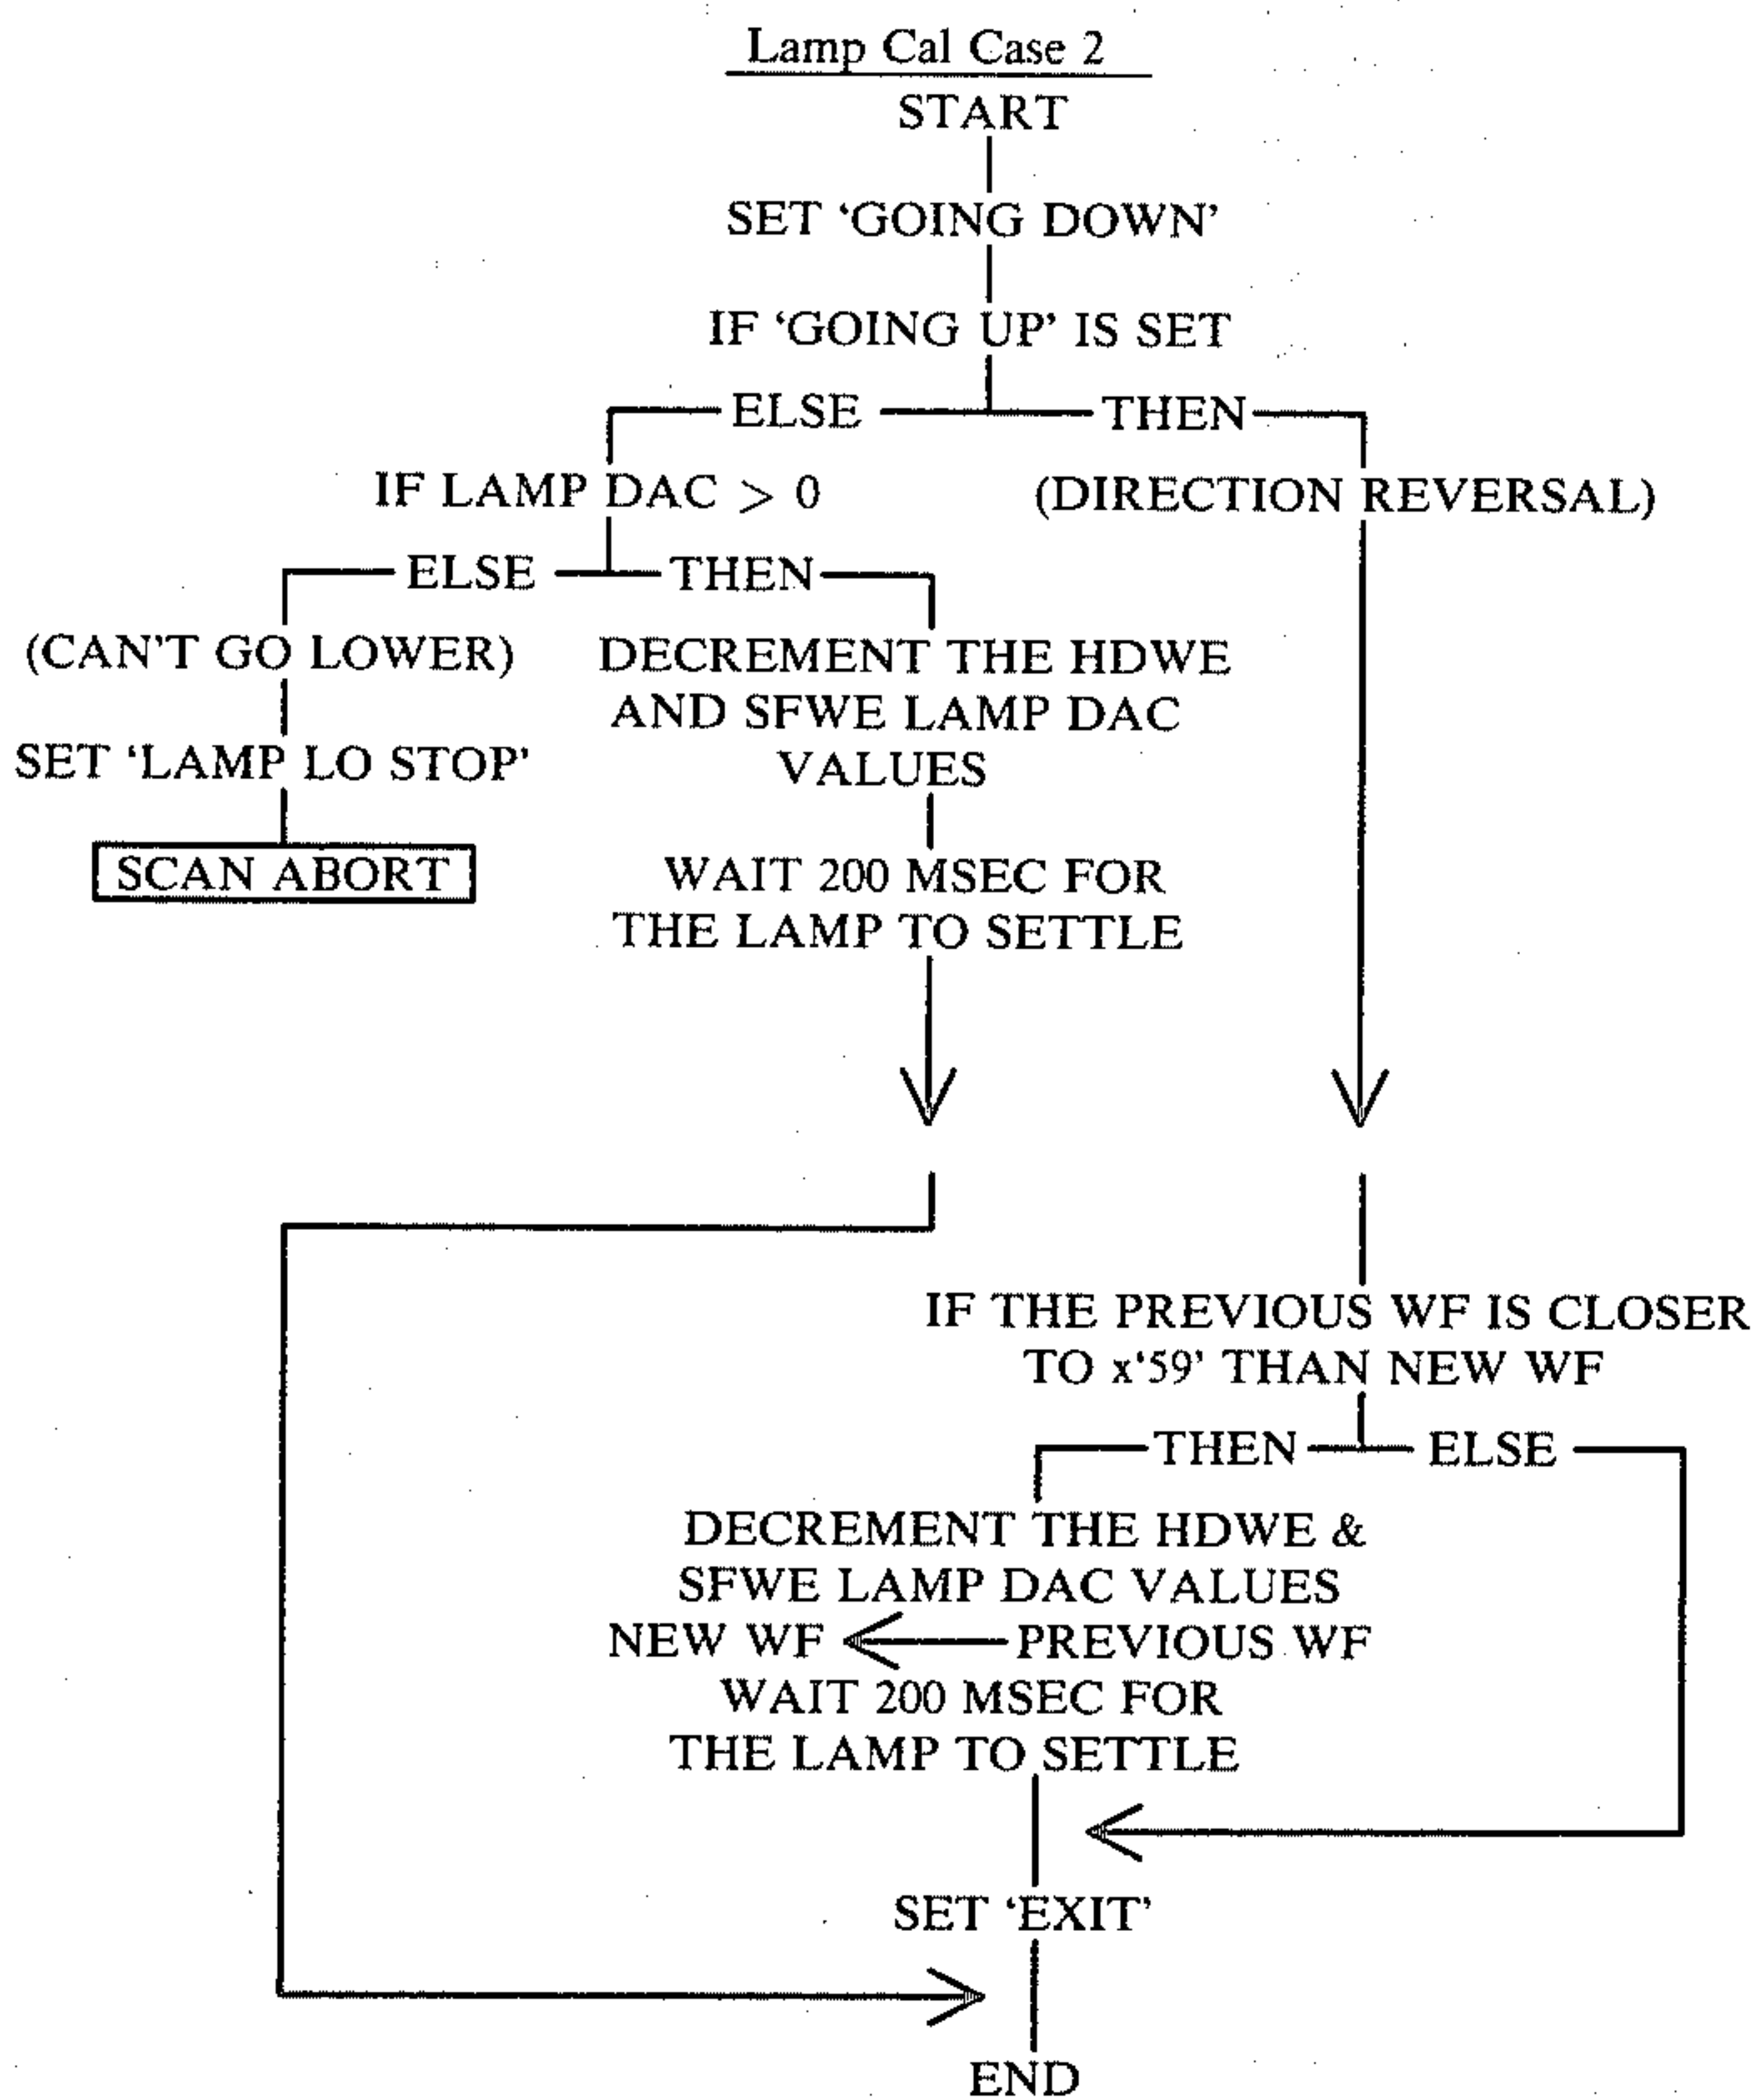 Lamp Cal Case 2
START
SET ‘GOING DOWN’
IF ‘GOING UP’ IS SET
ELSE THEN
IF LAMP DAC > 0 (DIRECTION REVERSAL)
ELSE THEN
(CAN'T GO LOWER) DECREMENT THE HDWE
AND SFWE LAMP DAC
SET ‘LAMP LO STOP’ VALUES
SCAN ABORT WAIT 200 MSEC FOR
THE LAMP TO SETTLE
IF THE PREVIOUS WF IS CLOSER
TO x‘59’ THAN NEW WF
THEN ELSE
DECREMENT THE HDWE &
SFWE LAMP DAC VALUES
NEW WF PREVIOUS WF
WAIT 200 MSEC FOR
THE LAMP TO SETTLE
SET ‘EXIT’
END